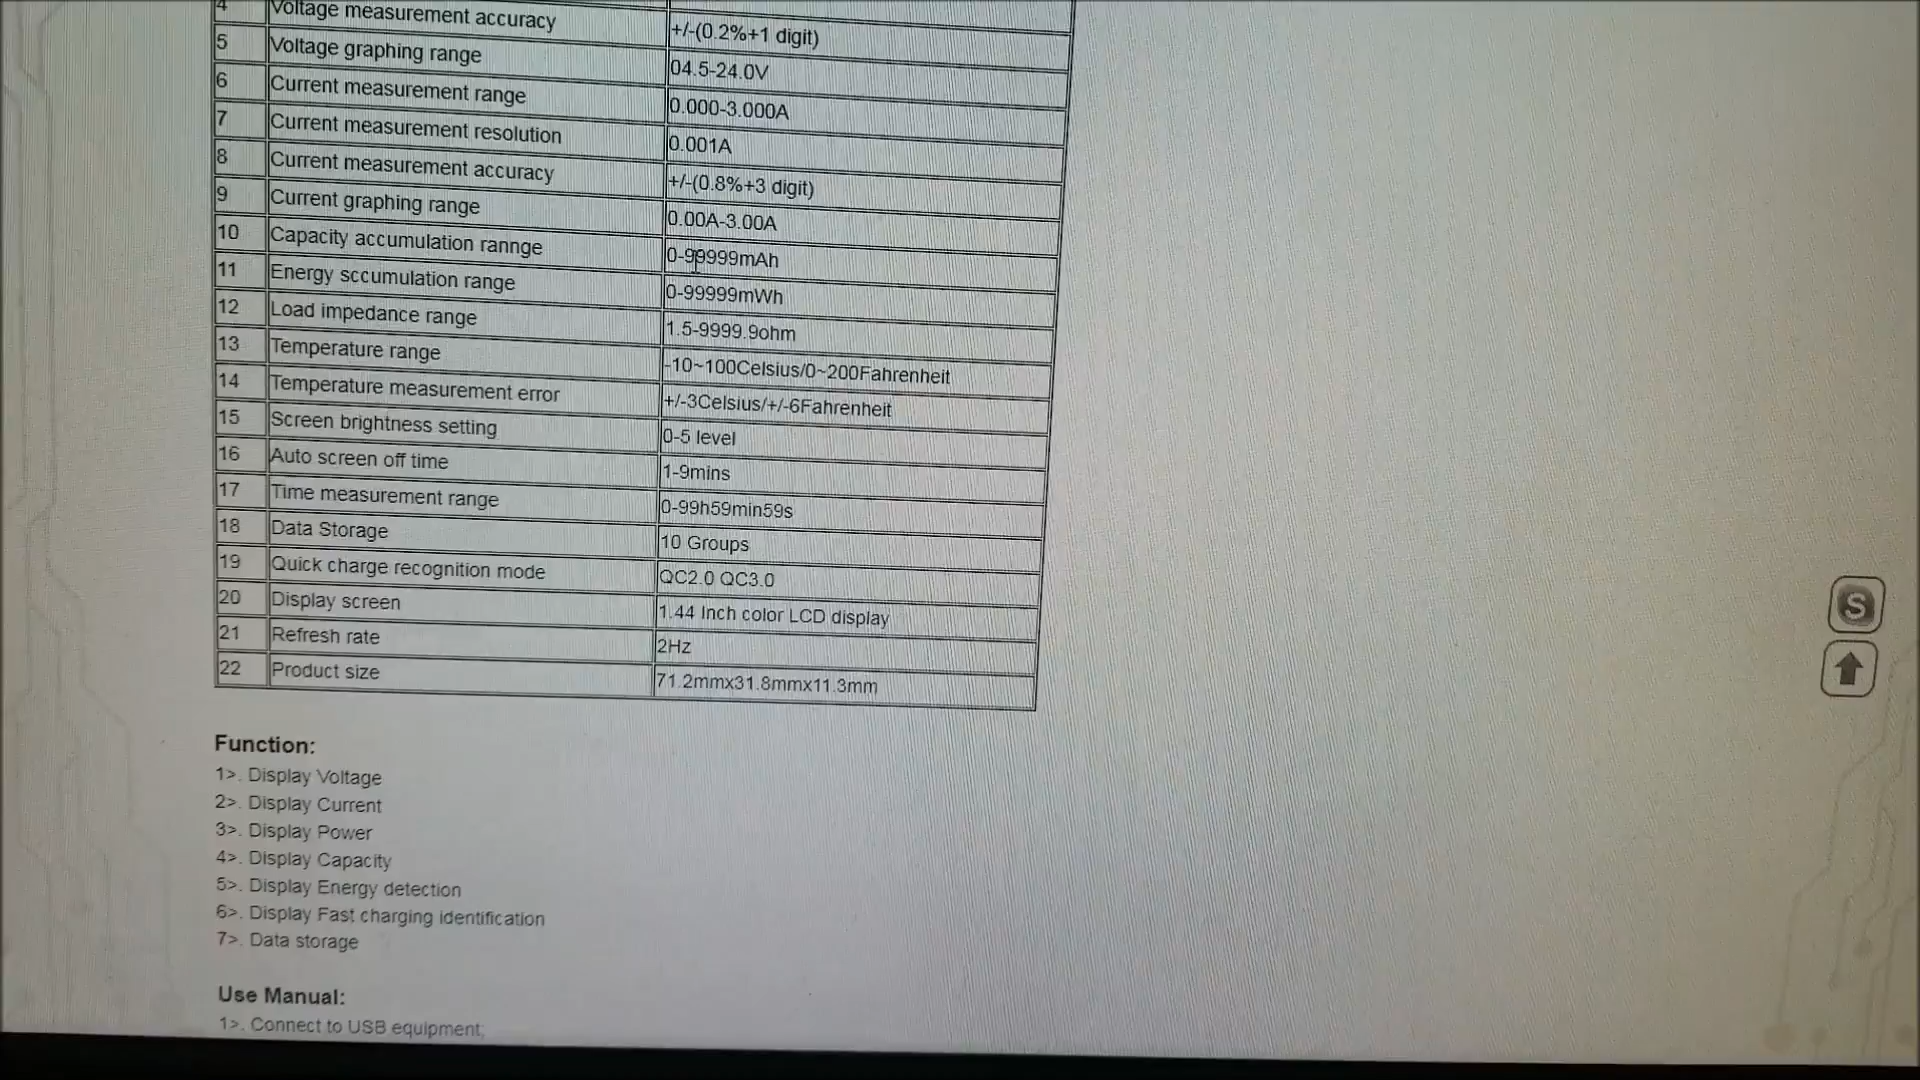 4 Voltage measurement accuracy +/-(0.2%+1 digit)
5 Voltage graphing range 04.5-24.0V
6 Current measurement range 0.000-3.000A
7 Current measurement resolution 0.001A
8 Current measurement accuracy +/-(0.8%+3 digit)
9 Current graphing range 0.00A-3.00A
10 Capacity accumulation rannge 0-99999mAh
11 Energy sccumulation range 0-99999mWh
12 Load impedance range 1.5-9999.9ohm
13 Temperature range -10~100Celsius/0~200Fahrenheit
14 Temperature measurement error +/-3Celsius/+/-6Fahrenheit
15 Screen brightness setting 0-5 level
16 Auto screen off time 1-9mins
17 Time measurement range 0-99h59min59s
18 Data Storage 10 Groups
19 Quick charge recognition mode QC2.0 QC3.0
20 Display screen 1.44 Inch color LCD display
21 Refresh rate 2Hz
22 Product size 71.2mmx31.8mmx11.3mm
Function:
1>. Display Voltage
2>. Display Current
3>. Display Power
4>. Display Capacity
5>. Display Energy detection
6>. Display Fast charging identification
7>. Data storage
Use Manual:
1>. Connect to USB equipment;
S